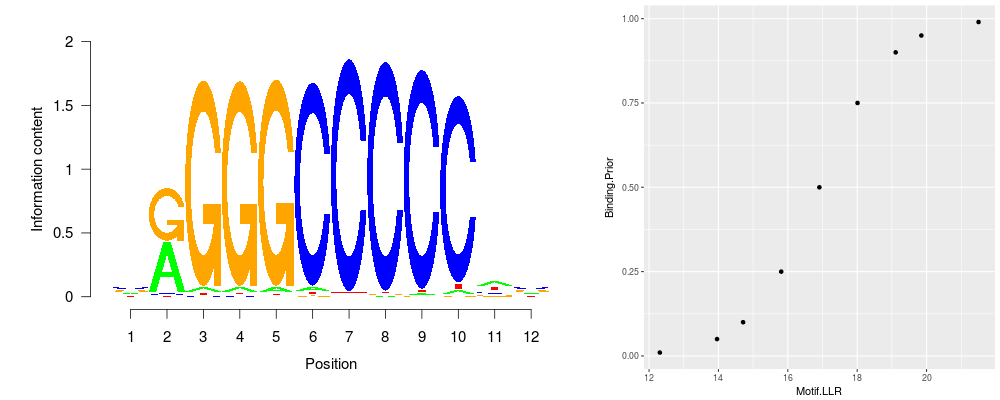 2
1.5
1
0.5
0
Information content
G
A
G G G C C C C C
1 2 3 4 5 6 7 8 9 10 11 12
Position
1.00
0.75
0.50
0.25
0.00
Binding.Prior
12 14 16 18 20
Motif.LLR